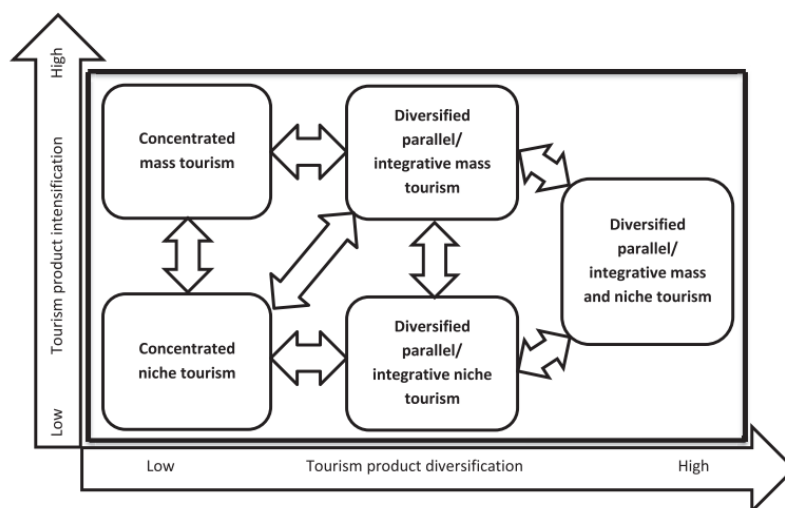 High
Tourism product intensification
Low
Concentrated
mass tourism
Diversified
parallel/
integrative mass
tourism
Diversified
parallel/
integrative mass
and niche tourism
Concentrated
niche tourism
Diversified
parallel/
integrative niche
tourism
Low
Tourism product diversification
High